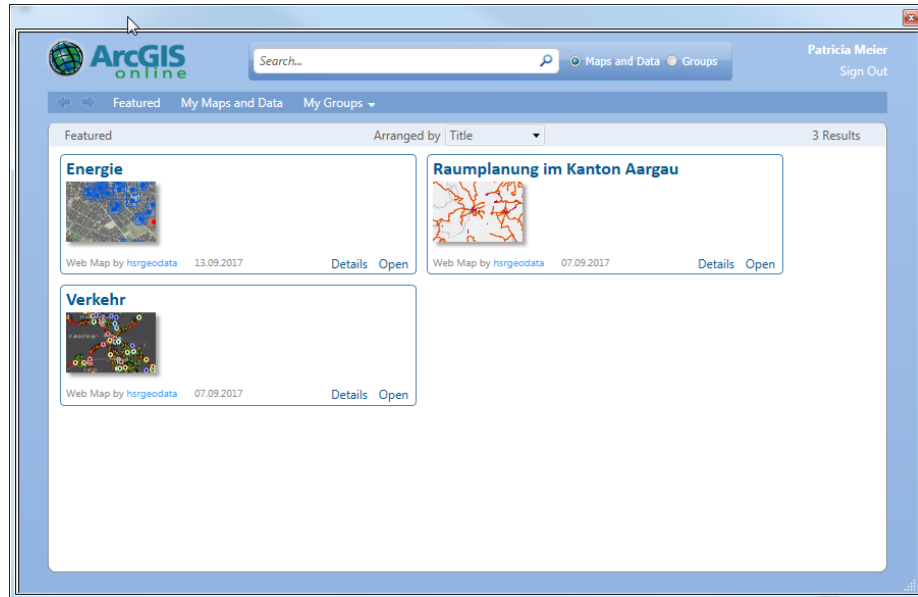 ArcGIS
online
Search...
Maps and Data
Groups
Patricia Meier
Sign Out
Featured
My Maps and Data
My Groups
Featured
Arranged by
Title
3 Results
Energie
Web Map by hsrgeodata 13.09.2017 Details Open
Raumplanung im Kanton Aargau
Web Map by hsrgeodata 07.09.2017 Details Open
Verkehr
Web Map by hsrgeodata 07.09.2017 Details Open